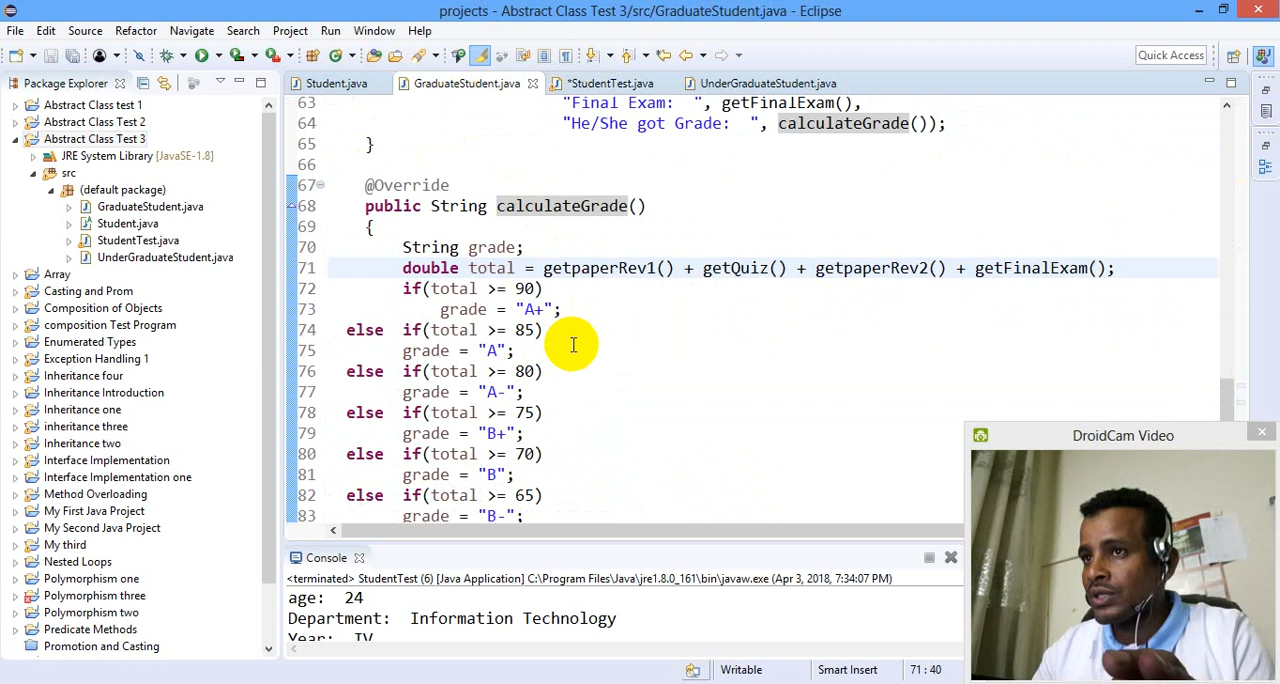 projects - Abstract Class Test 3/src/GraduateStudent.java - Eclipse
File Edit Source Refactor Navigate Search Project Run Window Help
Quick Access
Package Explorer
Student.java GraduateStudent.java *StudentTest.java UnderGraduateStudent.java
Abstract Class test 1
Abstract Class Test 2
Abstract Class Test 3
JRE System Library [JavaSE-1.8]
src
(default package)
GraduateStudent.java
Student.java
StudentTest.java
UnderGraduateStudent.java
Array
Casting and Prom
Composition of Objects
composition Test Program
Enumerated Types
Exception Handling 1
Inheritance four
Inheritance Introduction
Inheritance one
inheritance three
Inheritance two
Interface Implementation
Interface Implementation one
Method Overloading
My First Java Project
My Second Java Project
My third
Nested Loops
Polymorphism one
Polymorphism three
Polymorphism two
Predicate Methods
Promotion and Casting
63 "Final Exam:  ", getFinalExam(),
64 "He/She got Grade:  ", calculateGrade());
65 }
66
67 @Override
68 public String calculateGrade()
69 {
70 String grade;
71 double total = getpaperRev1() + getQuiz() + getpaperRev2() + getFinalExam();
72 if(total >= 90)
73 grade = "A+";
74 else if(total >= 85)
75 grade = "A";
76 else if(total >= 80)
77 grade = "A-";
78 else if(total >= 75)
79 grade = "B+";
80 else if(total >= 70)
81 grade = "B";
82 else if(total >= 65)
83 grade = "B-";
DroidCam Video
Console
<terminated> StudentTest (6) [Java Application] C:\Program Files\Java\jre1.8.0_161\bin\javaw.exe (Apr 3, 2018, 7:34:07 PM)
age:  24
Department:  Information Technology
Year:  IV
Writable Smart Insert 71 : 40